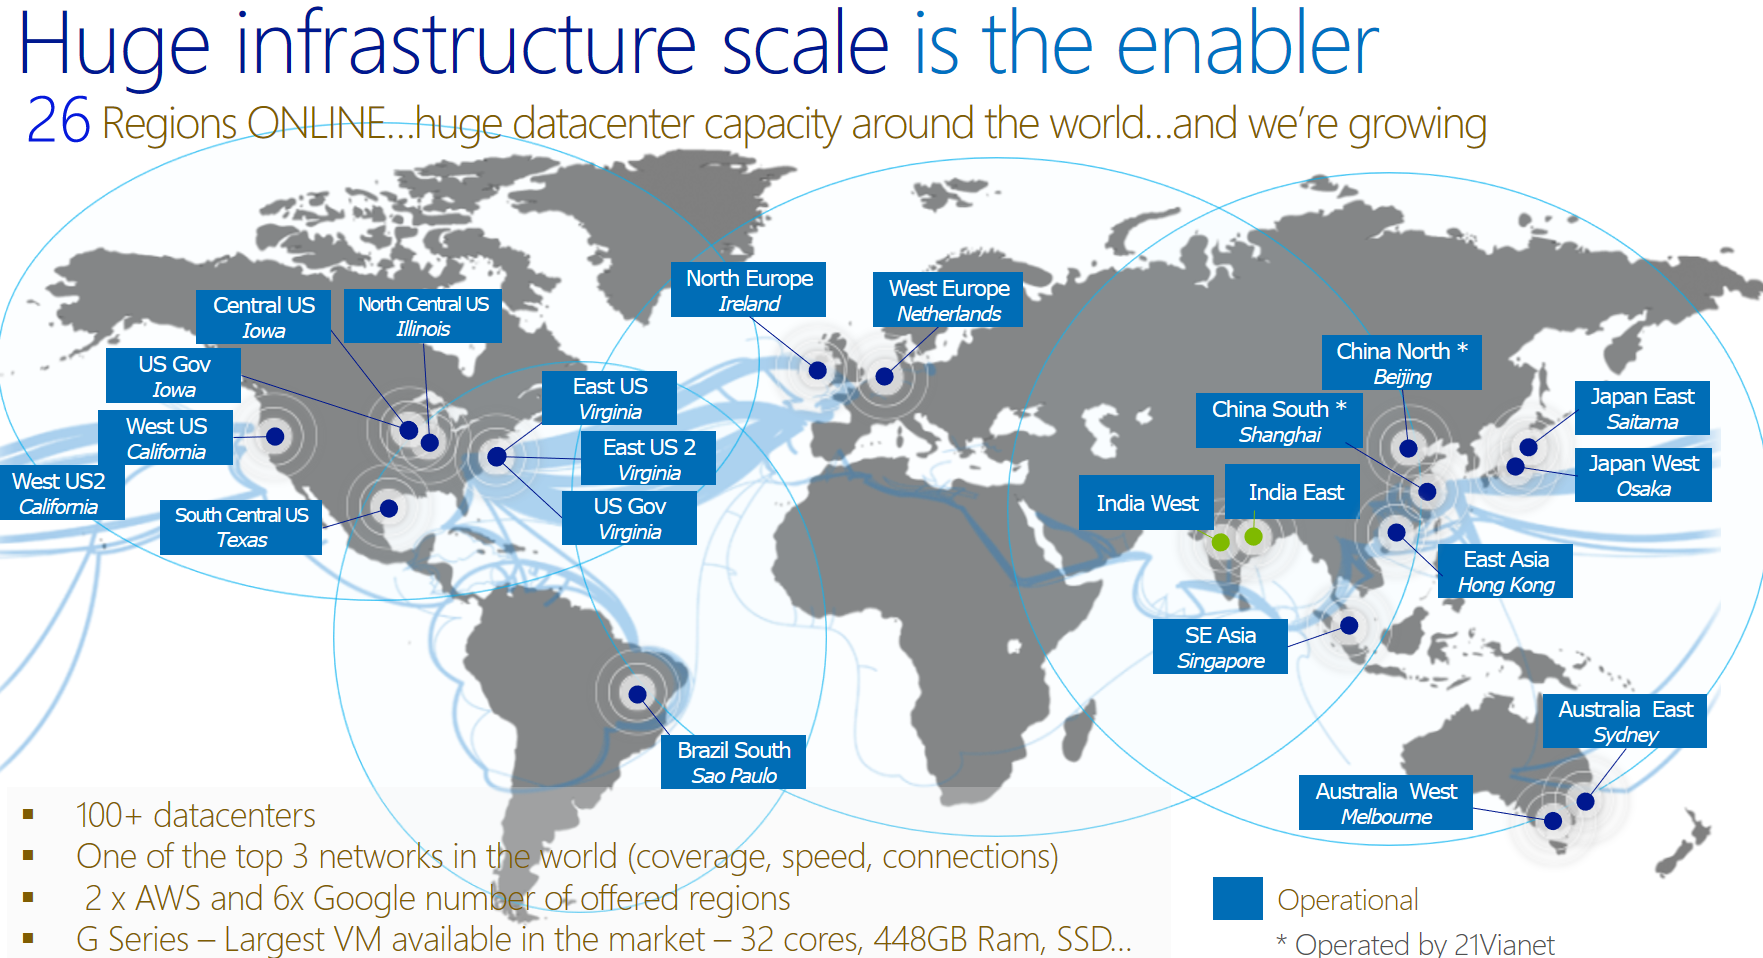 Huge infrastructure scale is the enabler
26 Regions ONLINE...huge datacenter capacity around the world...and we're growing
North Europe
Ireland
West Europe
Netherlands
Central US
Iowa
North Central US
Illinois
US Gov
Iowa
West US
California
West US2
California
South Central US
Texas
East US
Virginia
East US 2
Virginia
US Gov
Virginia
China North *
Beijing
China South *
Shanghai
Japan East
Saitama
Japan West
Osaka
India West
India East
East Asia
Hong Kong
SE Asia
Singapore
Brazil South
Sao Paulo
Australia East
Sydney
Australia West
Melbourne
▪ 100+ datacenters
▪ One of the top 3 networks in the world (coverage, speed, connections)
▪ 2 x AWS and 6x Google number of offered regions
▪ G Series – Largest VM available in the market – 32 cores, 448GB Ram, SSD...
Operational
* Operated by 21Vianet